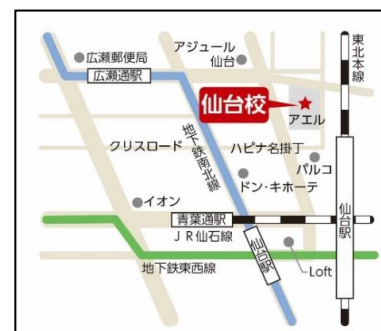 広瀬郵便局
アジュール
仙台
東北本線
広瀬通駅
仙台校
アエル
地下鉄南北線
クリスロード
ハピナ名掛丁
パルコ
ドン・キホーテ
イオン
青葉通駅
JR仙石線
仙台駅
仙台駅
地下鉄東西線
Loft